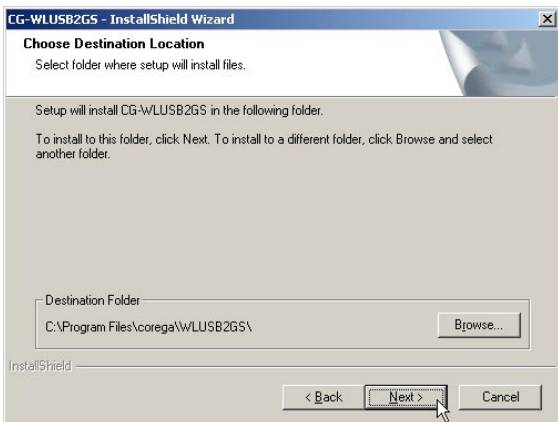 CG-WLUSB2GS - InstallShield Wizard
Choose Destination Location
Select folder where setup will install files.
Setup will install CG-WLUSB2GS in the following folder.
To install to this folder, click Next. To install to a different folder, click Browse and select
another folder.
Destination Folder
C:\Program Files\corega\WLUSB2GS\
Browse...
InstallShield
< Back
Next >
Cancel